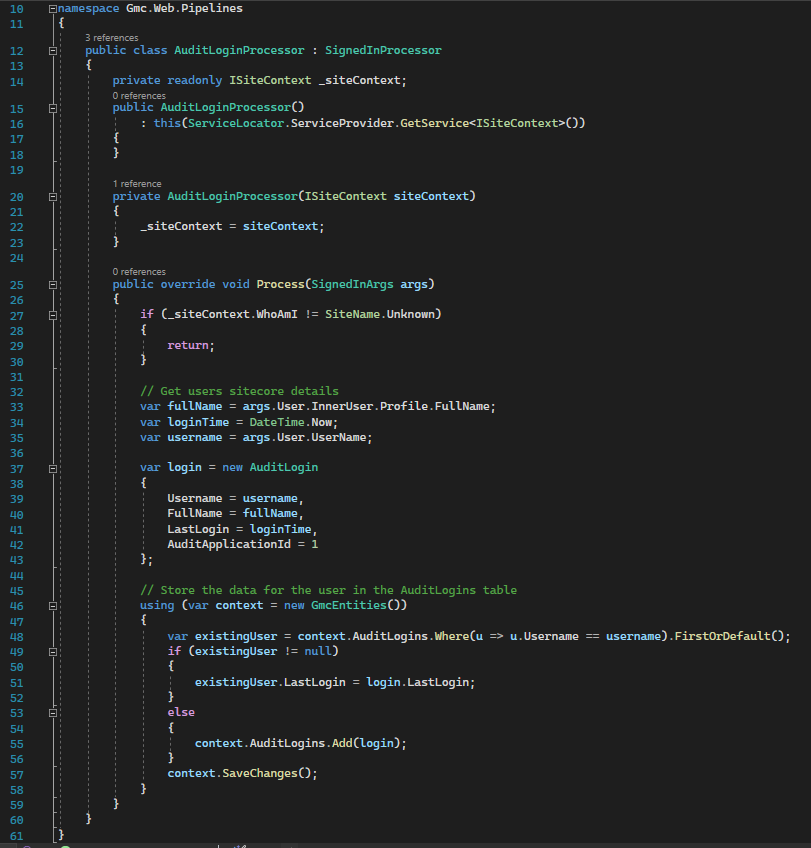 10 namespace Gmc.Web.Pipelines
11 {
3 references
12 public class AuditLoginProcessor : SignedInProcessor
13 {
14 private readonly ISiteContext _siteContext;
0 references
15 public AuditLoginProcessor()
16 : this(ServiceLocator.ServiceProvider.GetService<ISiteContext>())
17 {
18 }
19
1 reference
20 private AuditLoginProcessor(ISiteContext siteContext)
21 {
22 _siteContext = siteContext;
23 }
24
0 references
25 public override void Process(SignedInArgs args)
26 {
27 if (_siteContext.WhoAmI != SiteName.Unknown)
28 {
29 return;
30 }
31
32 // Get users sitecore details
33 var fullName = args.User.InnerUser.Profile.FullName;
34 var loginTime = DateTime.Now;
35 var username = args.User.UserName;
36
37 var login = new AuditLogin
38 {
39 Username = username,
40 FullName = fullName,
41 LastLogin = loginTime,
42 AuditApplicationId = 1
43 };
44
45 // Store the data for the user in the AuditLogins table
46 using (var context = new GmcEntities())
47 {
48 var existingUser = context.AuditLogins.Where(u => u.Username == username).FirstOrDefault();
49 if (existingUser != null)
50 {
51 existingUser.LastLogin = login.LastLogin;
52 }
53 else
54 {
55 context.AuditLogins.Add(login);
56 }
57 context.SaveChanges();
58 }
59 }
60 }
61 }